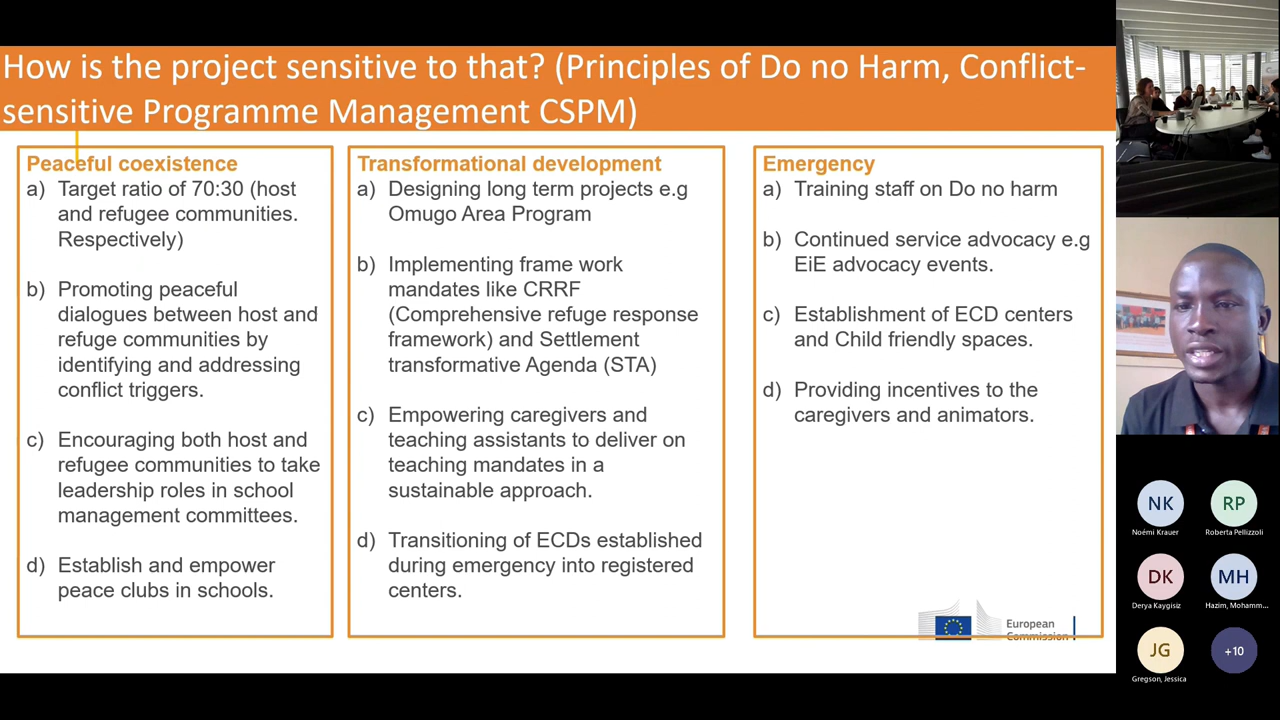 How is the project sensitive to that? (Principles of Do no Harm, Conflict-
sensitive Programme Management CSPM)
Peaceful coexistence
a) Target ratio of 70:30 (host
and refugee communities.
Respectively)
b) Promoting peaceful
dialogues between host and
refuge communities by
identifying and addressing
conflict triggers.
c) Encouraging both host and
refugee communities to take
leadership roles in school
management committees.
d) Establish and empower
peace clubs in schools.
Transformational development
a) Designing long term projects e.g
Omugo Area Program
b) Implementing frame work
mandates like CRRF
(Comprehensive refuge response
framework) and Settlement
transformative Agenda (STA)
c) Empowering caregivers and
teaching assistants to deliver on
teaching mandates in a
sustainable approach.
d) Transitioning of ECDs established
during emergency into registered
centers.
Emergency
a) Training staff on Do no harm
b) Continued service advocacy e.g
EiE advocacy events.
c) Establishment of ECD centers
and Child friendly spaces.
d) Providing incentives to the
caregivers and animators.
European
Commission
NK
Noémi Krauer
RP
Roberta Pellizzoli
DK
Derya Kaygisiz
MH
Hazim, Mohamm...
JG
Gregson, Jessica
+10